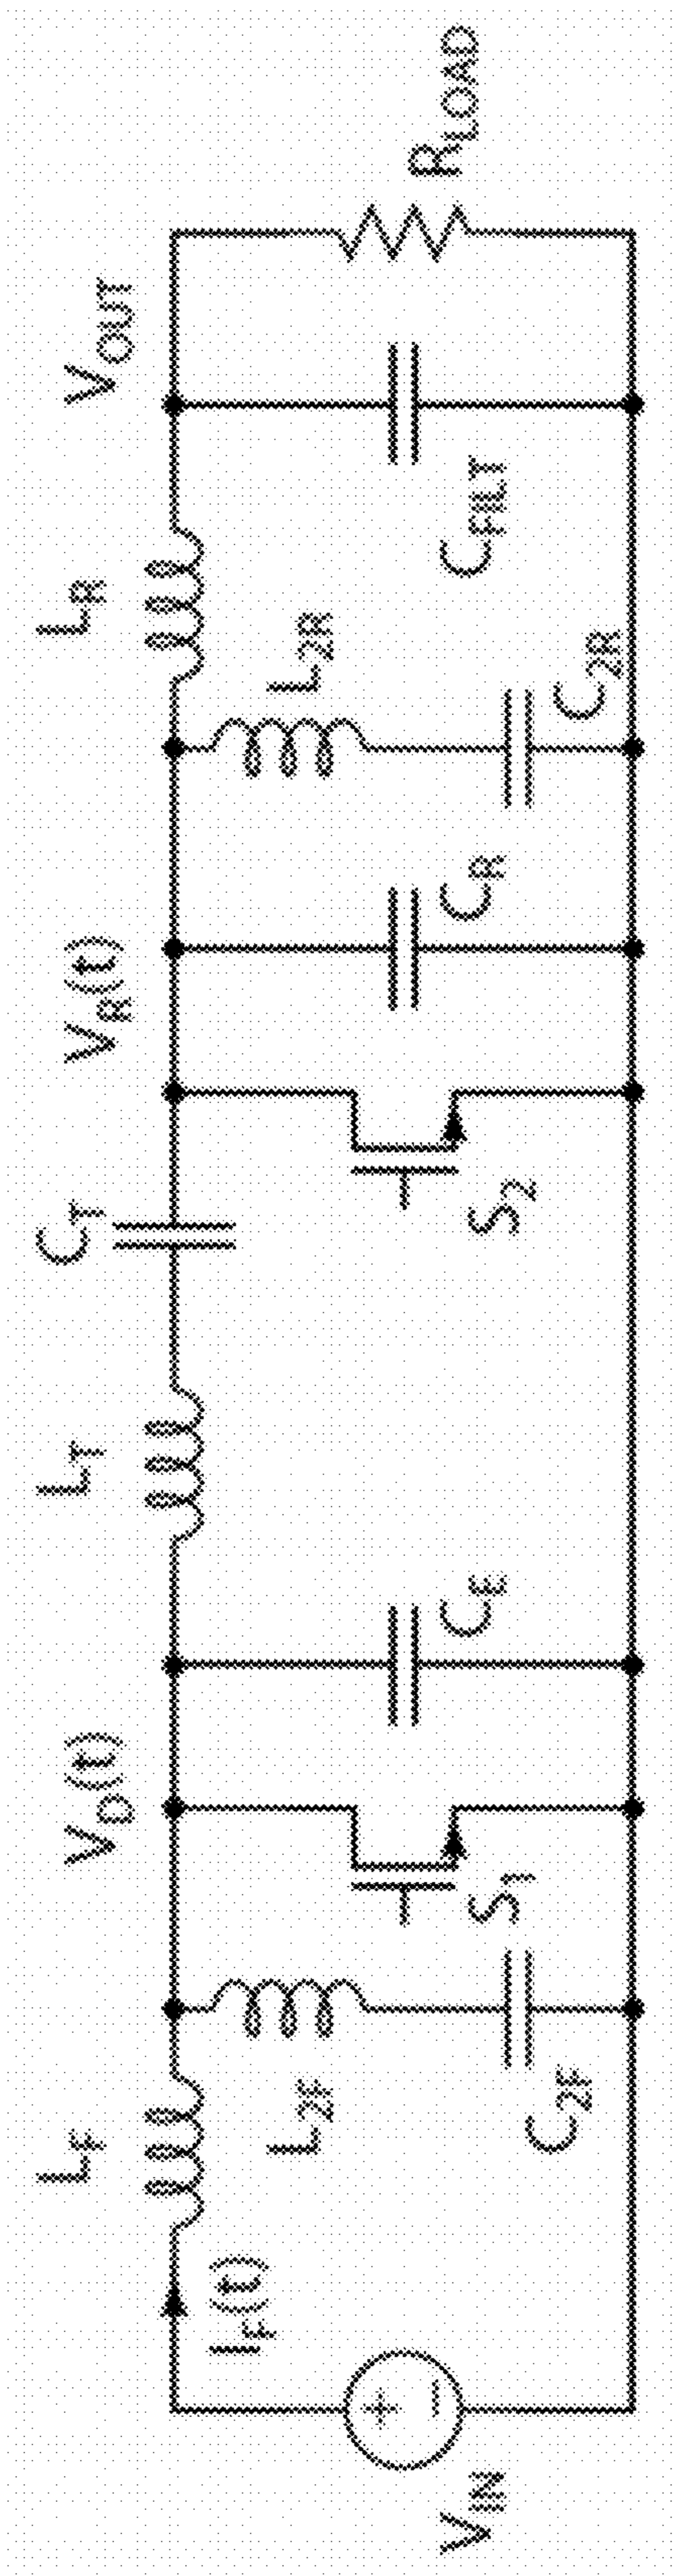 V_IN
+
−
I_F(t)
L_F
L_2F
C_2F
S_1
V_D(t)
C_E
L_T
C_T
S_2
V_R(t)
C_R
L_2R
C_2R
L_R
C_FILT
V_OUT
R_LOAD